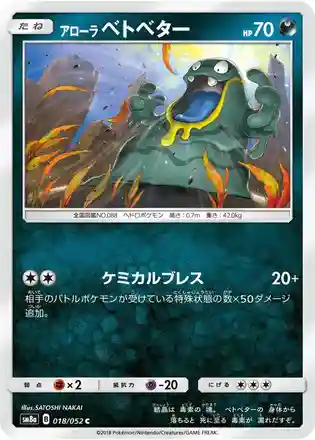 たね アローラ ベトベター HP70
全国図鑑NO.088 ヘドロポケモン 高さ：0.7m 重さ：42.0kg
ケミカルブレス 20+
相手のバトルポケモンが受けている特殊状態の数×50ダメージ
追加。
弱点 ×2 抵抗力 -20 にげる
illus.SATOSHI NAKAI
SM8a D 018/052 C
結晶は 毒素の 塊。ベトベターの 身体から
落ちると 死に至る 毒素が 漏れだす。
©2018 Pokémon/Nintendo/Creatures/GAME FREAK.